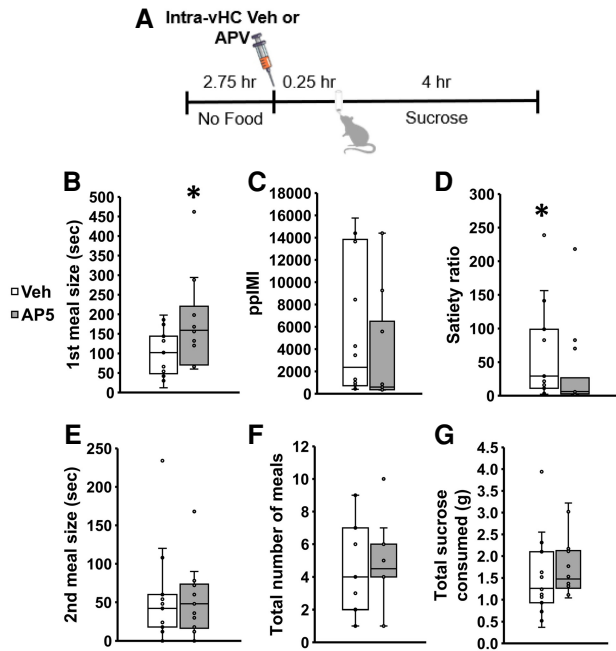 A
Intra-vHC Veh or
APV
2.75 hr
0.25 hr
4 hr
No Food
Sucrose
B
1st meal size (sec)
500
450
400
350
300
250
200
150
100
50
0
*
Veh
AP5
C
ppIMI
18000
16000
14000
12000
10000
8000
6000
4000
2000
0
D
Satiety ratio
300
250
200
150
100
50
0
*
E
2nd meal size (sec)
250
200
150
100
50
0
F
Total number of meals
12
10
8
6
4
2
0
G
Total sucrose
consumed (g)
4.5
4.0
3.5
3.0
2.5
2.0
1.5
1.0
0.5
0.0